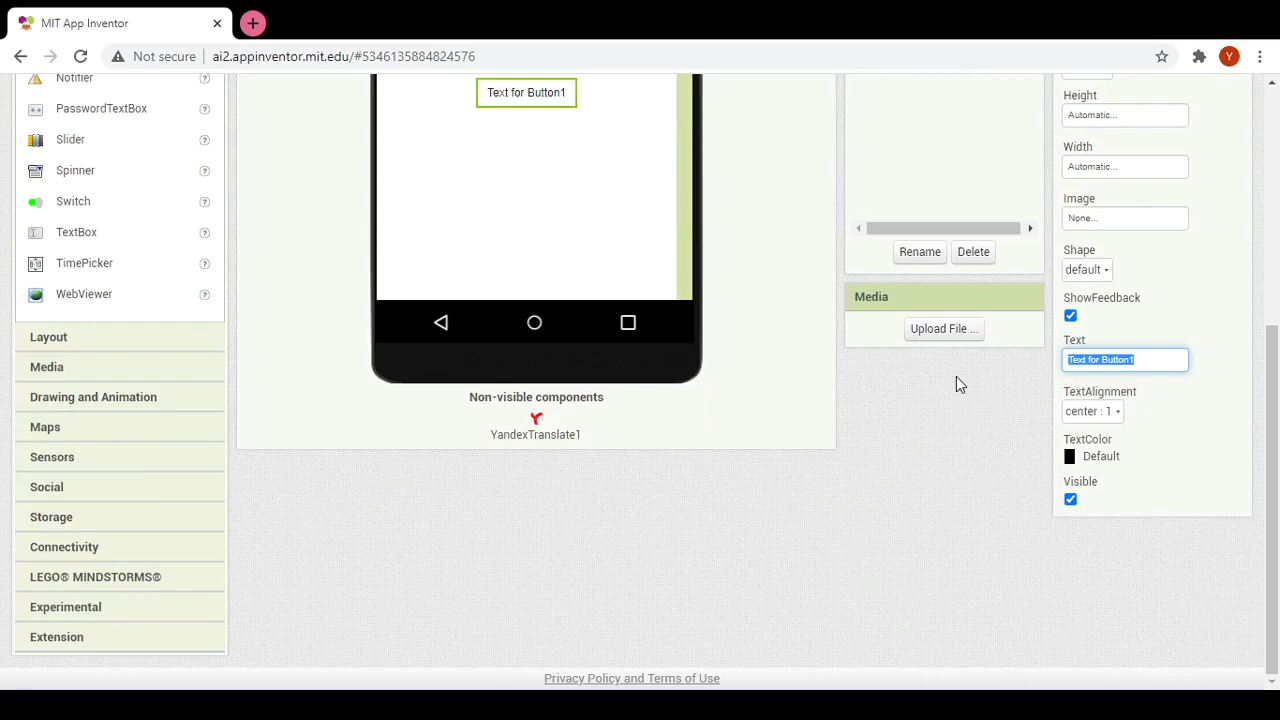 MIT App Inventor
Not secure
ai2.appinventor.mit.edu/#5346135884824576
Y
Notifier
PasswordTextBox
Slider
Spinner
Switch
TextBox
TimePicker
WebViewer
Layout
Media
Drawing and Animation
Maps
Sensors
Social
Storage
Connectivity
LEGO® MINDSTORMS®
Experimental
Extension
Text for Button1
Non-visible components
YandexTranslate1
Rename Delete
Media
Upload File ...
Height
Automatic...
Width
Automatic...
Image
None...
Shape
default
ShowFeedback
Text
Text for Button1
TextAlignment
center : 1
TextColor
Default
Visible
Privacy Policy and Terms of Use